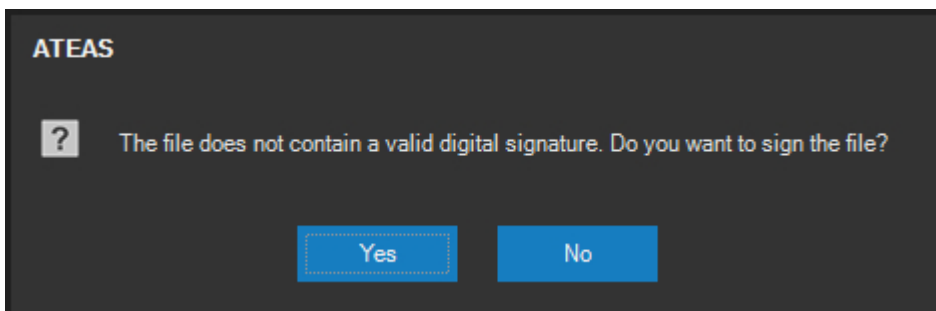 ATEAS
?
The file does not contain a valid digital signature. Do you want to sign the file?
Yes
No